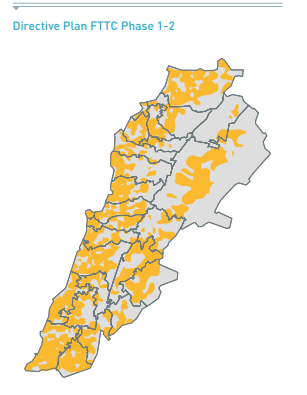 Directive Plan FTTC Phase 1-2